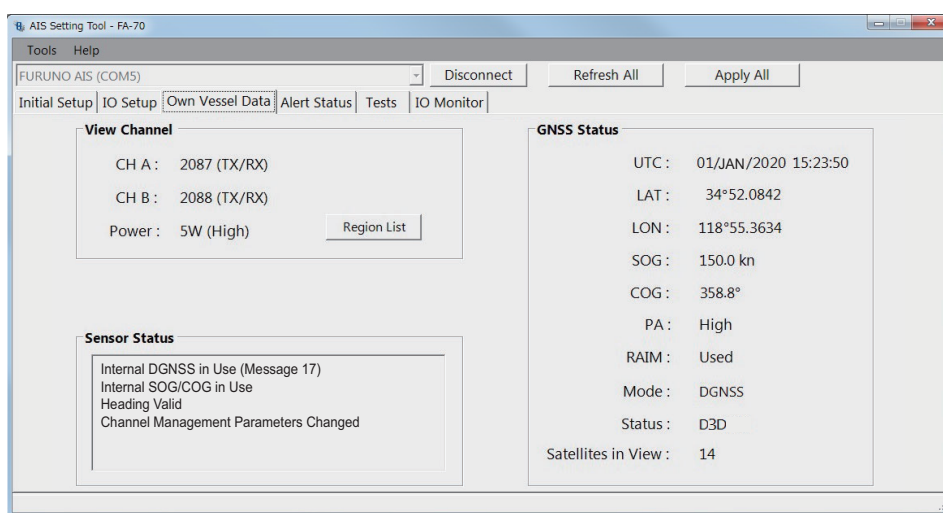 AIS Setting Tool - FA-70
Tools Help
FURUNO AIS (COM5) Disconnect Refresh All Apply All
Initial Setup IO Setup Own Vessel Data Alert Status Tests IO Monitor
View Channel
CH A : 2087 (TX/RX)
CH B : 2088 (TX/RX)
Power : 5W (High) Region List
Sensor Status
Internal DGNSS in Use (Message 17)
Internal SOG/COG in Use
Heading Valid
Channel Management Parameters Changed
GNSS Status
UTC : 01/JAN/2020 15:23:50
LAT : 34°52.0842
LON : 118°55.3634
SOG : 150.0 kn
COG : 358.8°
PA : High
RAIM : Used
Mode : DGNSS
Status : D3D
Satellites in View : 14